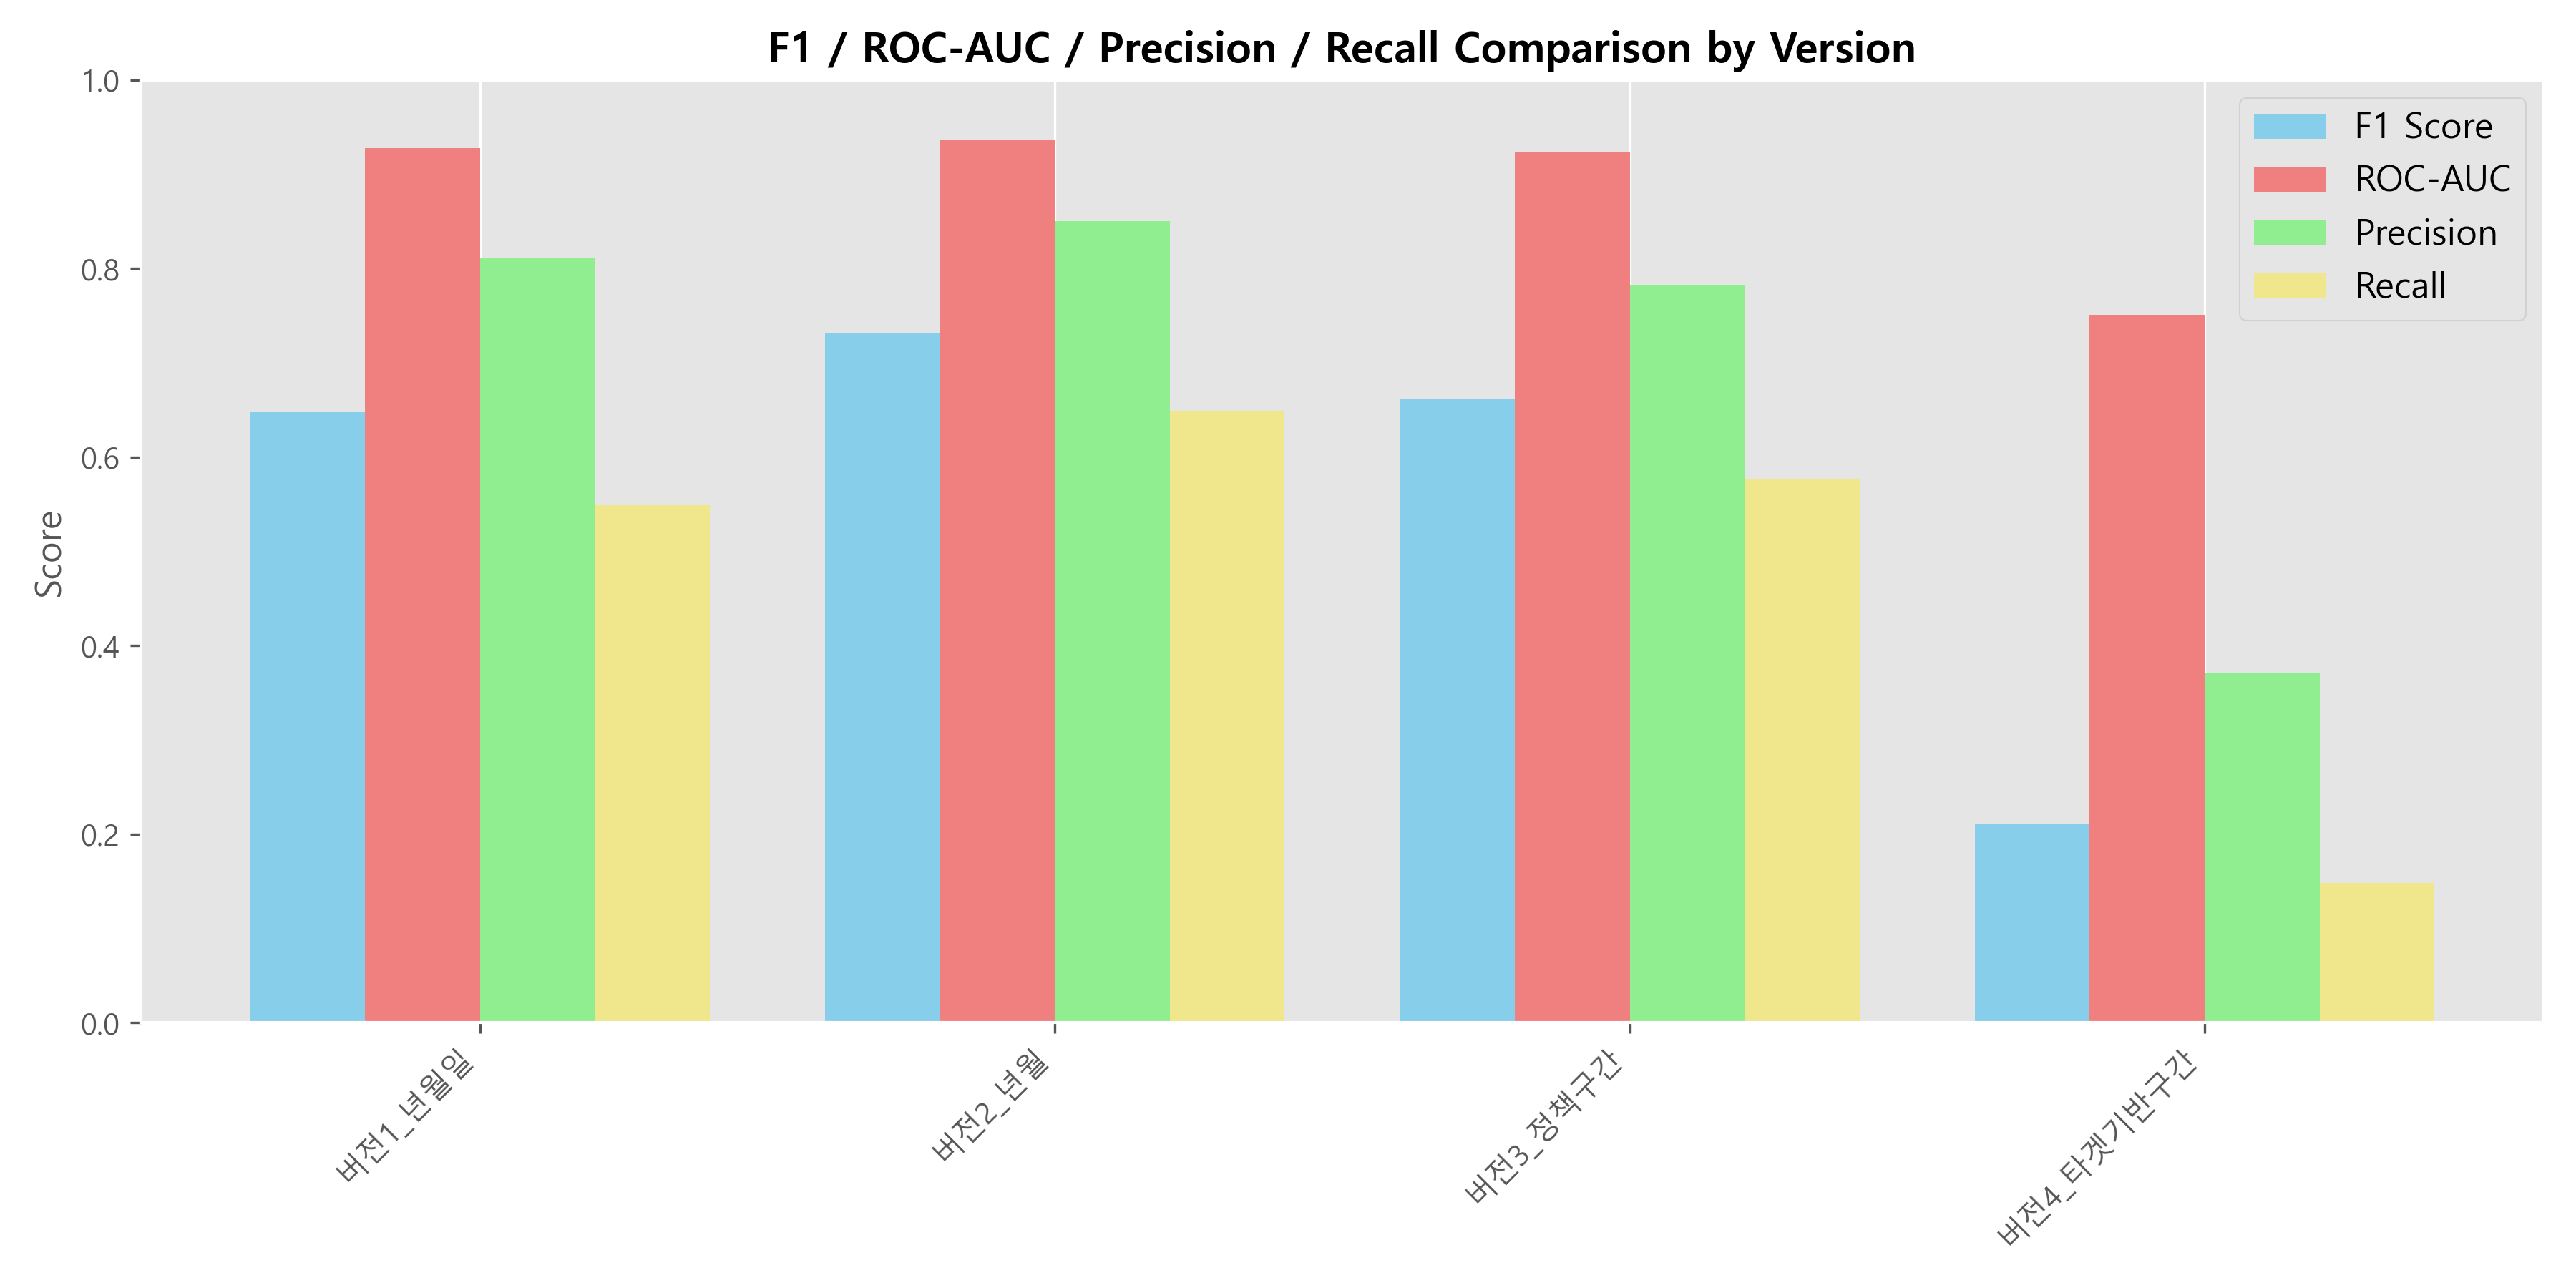 F1 / ROC-AUC / Precision / Recall Comparison by Version
1.0
0.8
0.6
0.4
0.2
0.0
Score
F1 Score
ROC-AUC
Precision
Recall
버전1_년월일
버전2_년월
버전3_정책구간
버전4_타겟기반구간